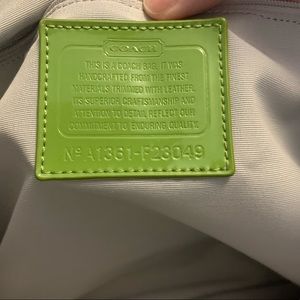 COACH
THIS IS A COACH BAG. IT WAS
HANDCRAFTED FROM THE FINEST
MATERIALS TRIMMED WITH LEATHER.
ITS SUPERIOR CRAFTSMANSHIP AND
ATTENTION TO DETAIL REFLECT OUR
COMMITMENT TO ENDURING QUALITY.
Nº A1361-F23049